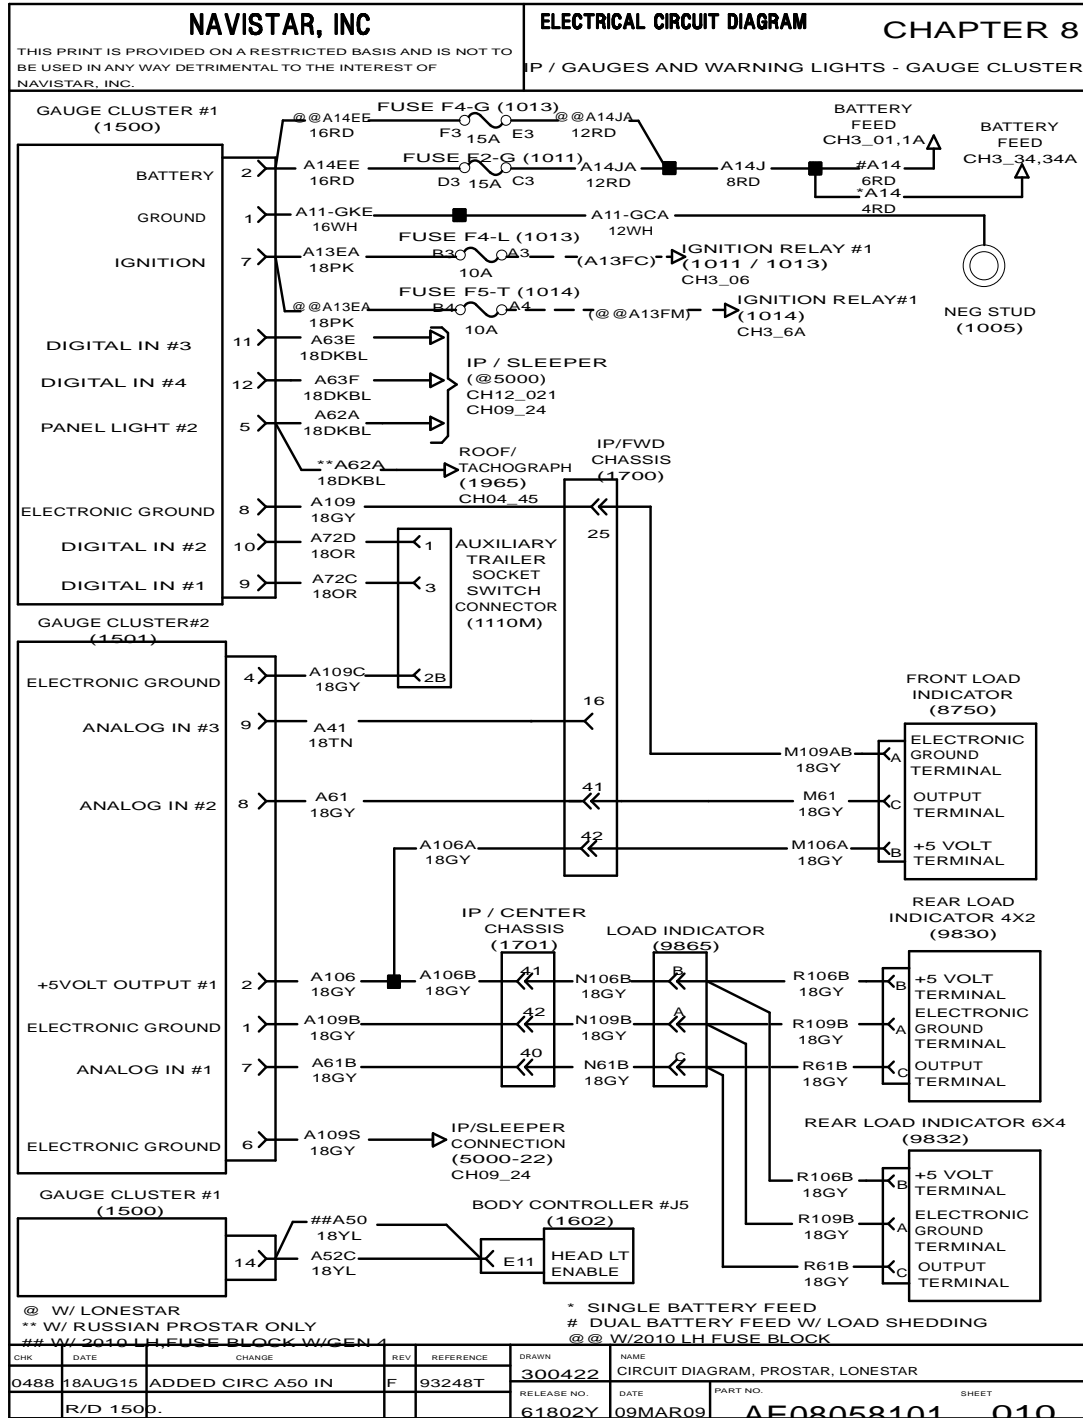 NAVISTAR, INC
THIS PRINT IS PROVIDED ON A RESTRICTED BASIS AND IS NOT TO
BE USED IN ANY WAY DETRIMENTAL TO THE INTEREST OF
NAVISTAR, INC.
ELECTRICAL CIRCUIT DIAGRAM
CHAPTER 8
IP / GAUGES AND WARNING LIGHTS - GAUGE CLUSTER
GAUGE CLUSTER #1
(1500)
BATTERY 2
@@A14EE
16RD
FUSE F4-G (1013)
F3 15A E3
@@A14JA
12RD
A14EE
16RD
FUSE F2-G (1011)
D3 15A C3
A14JA
12RD
A14J
8RD
#A14
6RD
*A14
4RD
BATTERY
FEED
CH3_01,1A
BATTERY
FEED
CH3_34,34A
GROUND 1
A11-GKE
16WH
A11-GCA
12WH
NEG STUD
(1005)
IGNITION 7
A13EA
18PK
FUSE F4-L (1013)
B3 10A A3
(A13FC)
IGNITION RELAY #1
(1011 / 1013)
CH3_06
@@A13EA
18PK
FUSE F5-T (1014)
B4 10A A4
(@@A13FM)
IGNITION RELAY#1
(1014)
CH3_6A
DIGITAL IN #3 11
A63E
18DKBL
DIGITAL IN #4 12
A63F
18DKBL
PANEL LIGHT #2 5
A62A
18DKBL
IP / SLEEPER
(@5000)
CH12_021
CH09_24
**A62A
18DKBL
ROOF/
TACHOGRAPH
(1965)
CH04_45
IP/FWD
CHASSIS
(1700)
ELECTRONIC GROUND 8
A109
18GY
25
DIGITAL IN #2 10
A72D
18OR
1
DIGITAL IN #1 9
A72C
18OR
3
AUXILIARY
TRAILER
SOCKET
SWITCH
CONNECTOR
(1110M)
GAUGE CLUSTER#2
(1501)
ELECTRONIC GROUND 4
A109C
18GY
2B
ANALOG IN #3 9
A41
18TN
16
ANALOG IN #2 8
A61
18GY
41
M109AB
18GY
M61
18GY
A106A
18GY
42
M106A
18GY
FRONT LOAD
INDICATOR
(8750)
A ELECTRONIC
GROUND
TERMINAL
C OUTPUT
TERMINAL
B +5 VOLT
TERMINAL
IP / CENTER
CHASSIS
(1701)
LOAD INDICATOR
(9865)
REAR LOAD
INDICATOR 4X2
(9830)
+5VOLT OUTPUT #1 2
A106
18GY
A106B
18GY
41
N106B
18GY
B
R106B
18GY
B +5 VOLT
TERMINAL
ELECTRONIC GROUND 1
A109B
18GY
42
N109B
18GY
A
R109B
18GY
A ELECTRONIC
GROUND
TERMINAL
ANALOG IN #1 7
A61B
18GY
40
N61B
18GY
C
R61B
18GY
C OUTPUT
TERMINAL
ELECTRONIC GROUND 6
A109S
18GY
IP/SLEEPER
CONNECTION
(5000-22)
CH09_24
REAR LOAD INDICATOR 6X4
(9832)
R106B
18GY
B +5 VOLT
TERMINAL
R109B
18GY
A ELECTRONIC
GROUND
TERMINAL
R61B
18GY
C OUTPUT
TERMINAL
GAUGE CLUSTER #1
(1500)
14
##A50
18YL
A52C
18YL
BODY CONTROLLER #J5
(1602)
E11 HEAD LT
ENABLE
@ W/ LONESTAR
** W/ RUSSIAN PROSTAR ONLY
## W/ 2010 LH,FUSE BLOCK W/GEN 4
* SINGLE BATTERY FEED
# DUAL BATTERY FEED W/ LOAD SHEDDING
@@ W/2010 LH FUSE BLOCK
CHK DATE CHANGE REV REFERENCE
0488 18AUG15 ADDED CIRC A50 IN F 93248T
R/D 1500.
DRAWN
300422
NAME
CIRCUIT DIAGRAM, PROSTAR, LONESTAR
RELEASE NO.
61802Y
DATE
09MAR09
PART NO.
AE08058101
SHEET
010